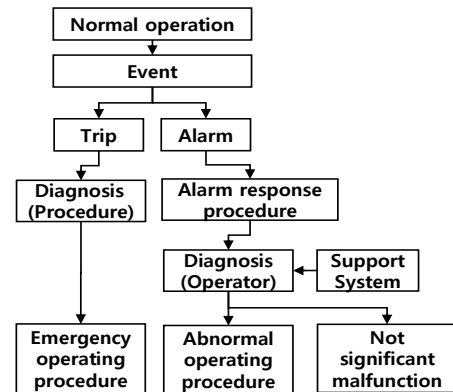 Normal operation
Event
Trip
Alarm
Diagnosis
(Procedure)
Alarm response
procedure
Diagnosis
(Operator)
Support
System
Emergency
operating
procedure
Abnormal
operating
procedure
Not
significant
malfunction